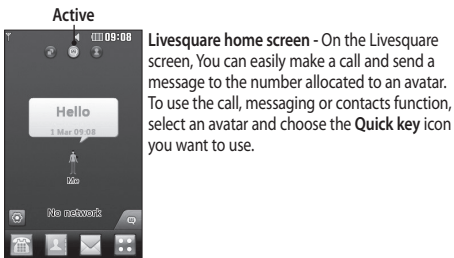 Active
09:08
Hello
1 Mar 09:08
Me
No network
Livesquare home screen - On the Livesquare
screen, You can easily make a call and send a
message to the number allocated to an avatar.
To use the call, messaging or contacts function,
select an avatar and choose the Quick key icon
you want to use.